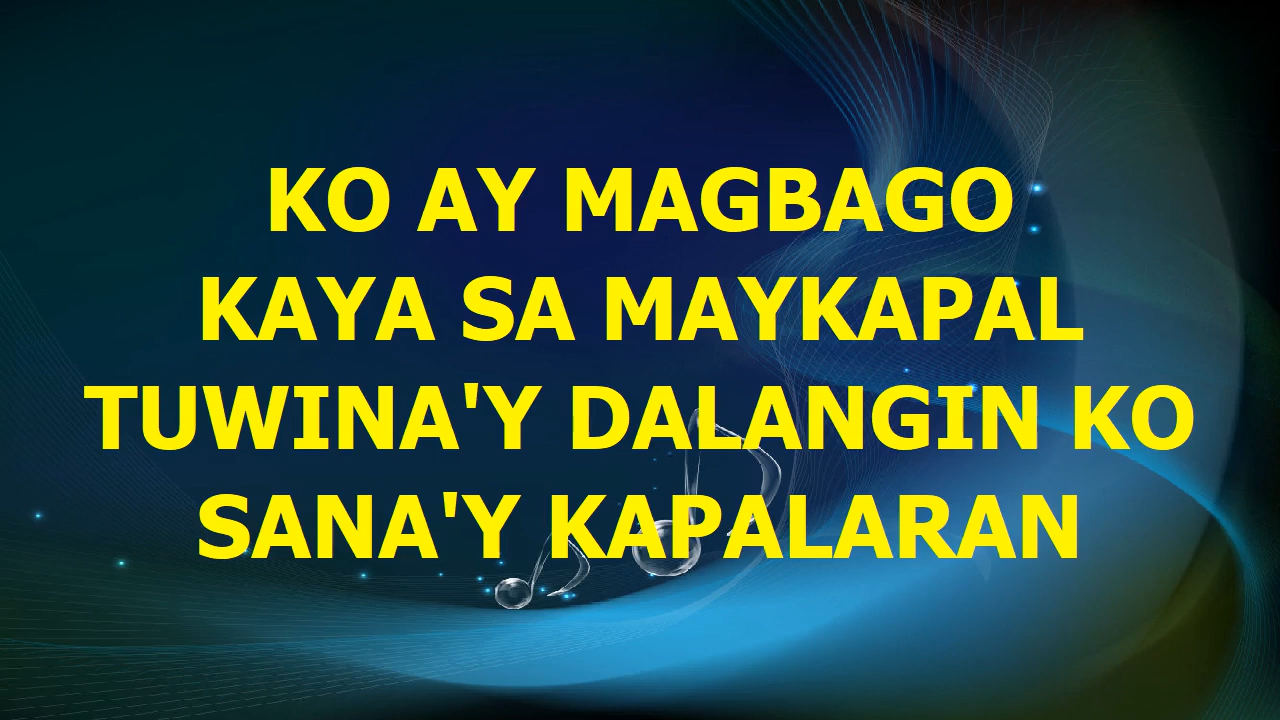 KO AY MAGBAGO
KAYA SA MAYKAPAL
TUWINA'Y DALANGIN KO
SANA'Y KAPALARAN